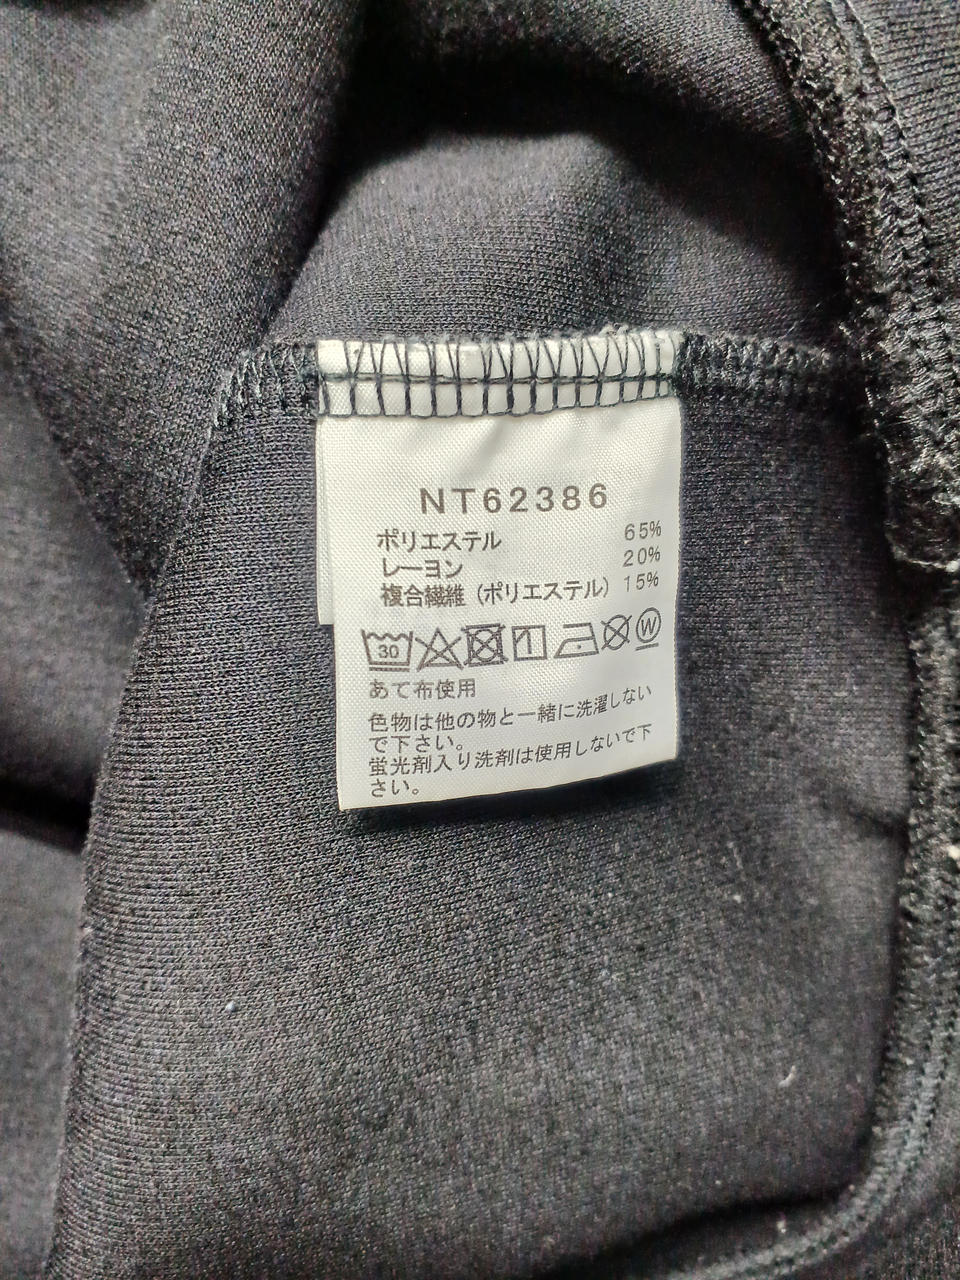 NT62386
ポリエステル 65%
レーヨン 20%
複合繊維（ポリエステル） 15%
30 W
あて布使用
色物は他の物と一緒に洗濯しない
で下さい。
蛍光剤入り洗剤は使用しないで下
さい。